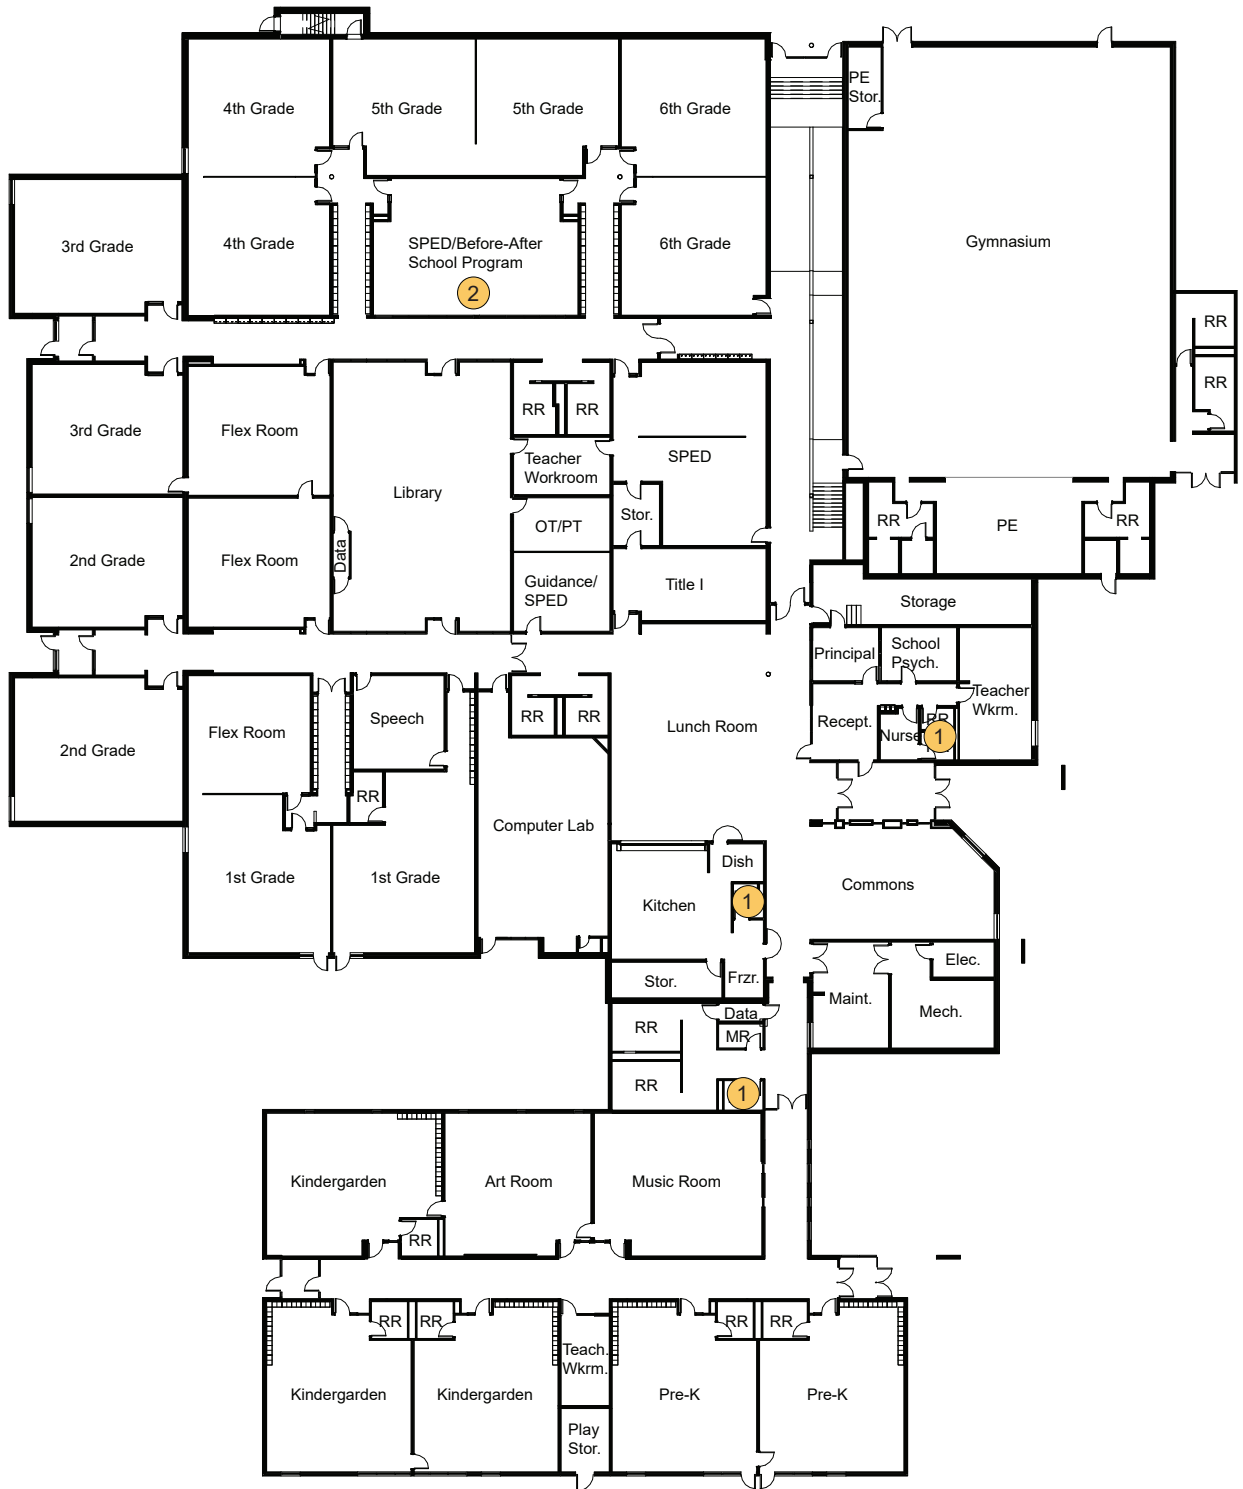 PE
Stor.
4th Grade
5th Grade
5th Grade
6th Grade
3rd Grade
4th Grade
SPED/Before-After
School Program
2
6th Grade
Gymnasium
RR
RR
3rd Grade
Flex Room
Library
RR
RR
Teacher
Workroom
SPED
Stor.
OT/PT
RR
PE
RR
2nd Grade
Flex Room
Data
Guidance/
SPED
Title I
Storage
Principal
School
Psych.
Teacher
Wkrm.
2nd Grade
Flex Room
Speech
RR
RR
RR
Lunch Room
Recept.
Nurse
RR
1
Computer Lab
1st Grade
1st Grade
Dish
Kitchen
1
Commons
Stor.
Frzr.
Elec.
Maint.
Mech.
Data
RR
MR
RR
1
Kindergarden
RR
Art Room
Music Room
RR
RR
RR
RR
Teach.
Wkrm.
Kindergarden
Kindergarden
Pre-K
Pre-K
Play
Stor.